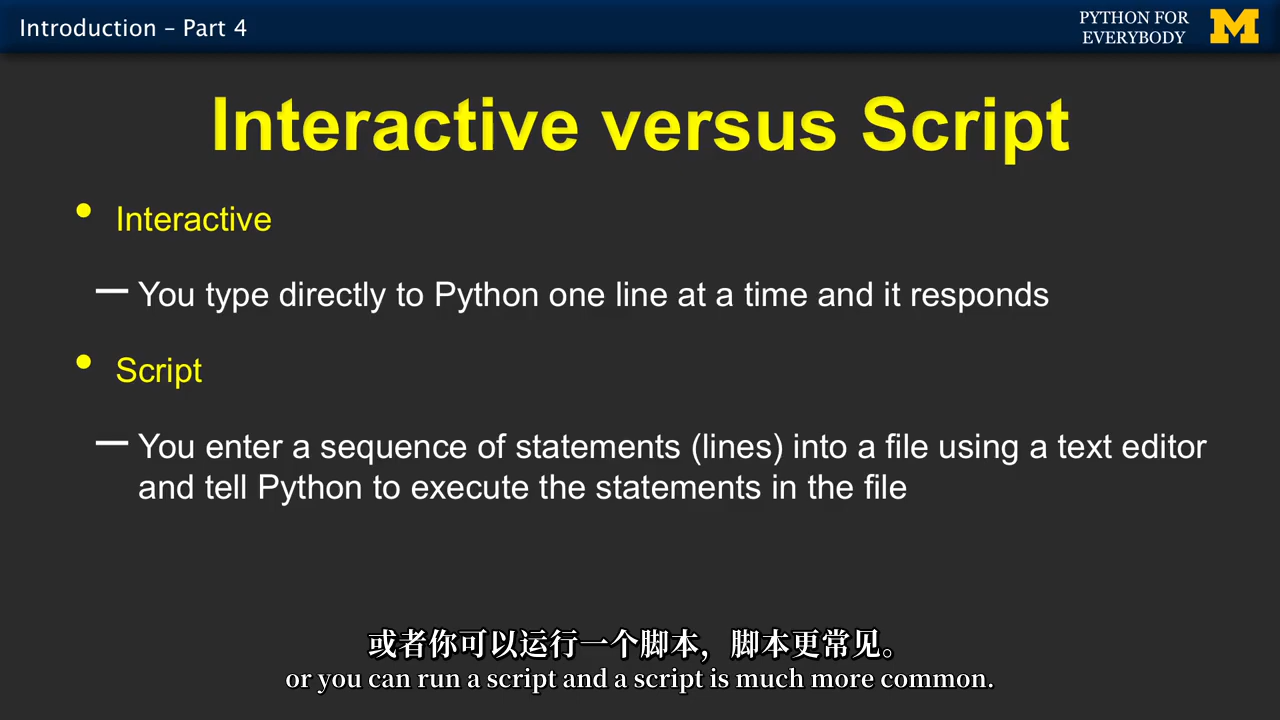 Introduction – Part 4
PYTHON FOR
EVERYBODY
Interactive versus Script
• Interactive
– You type directly to Python one line at a time and it responds
• Script
– You enter a sequence of statements (lines) into a file using a text editor
and tell Python to execute the statements in the file
或者你可以运行一个脚本，脚本更常见。
or you can run a script and a script is much more common.